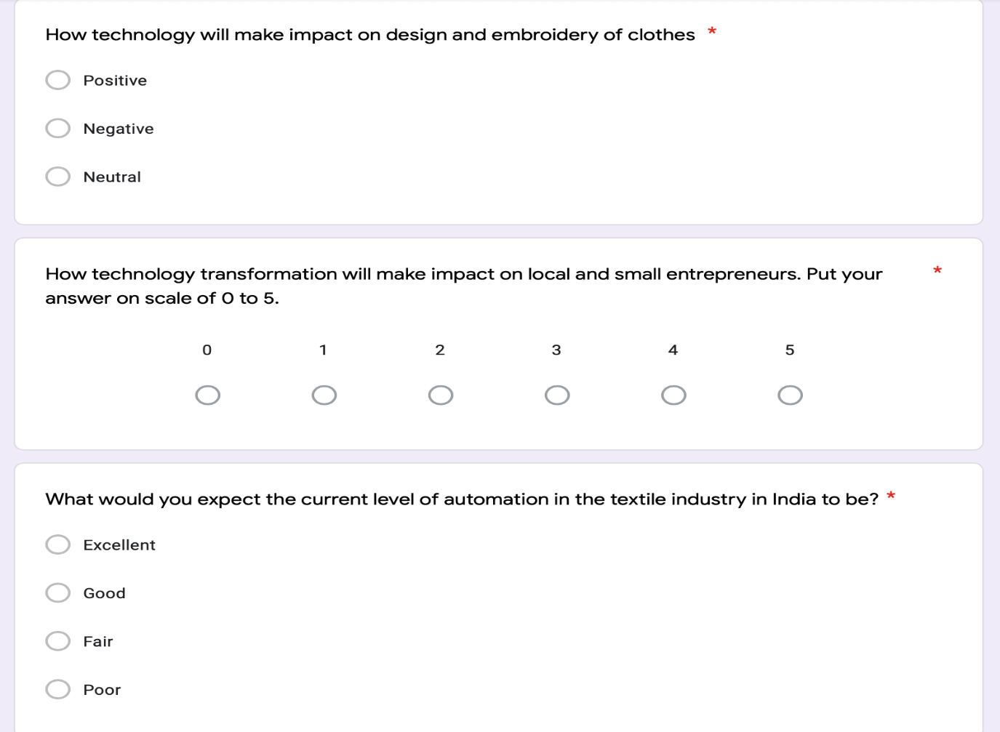 How technology will make impact on design and embroidery of clothes *
Positive
Negative
Neutral
How technology transformation will make impact on local and small entrepreneurs. Put your *
answer on scale of 0 to 5.
0 1 2 3 4 5
What would you expect the current level of automation in the textile industry in India to be? *
Excellent
Good
Fair
Poor